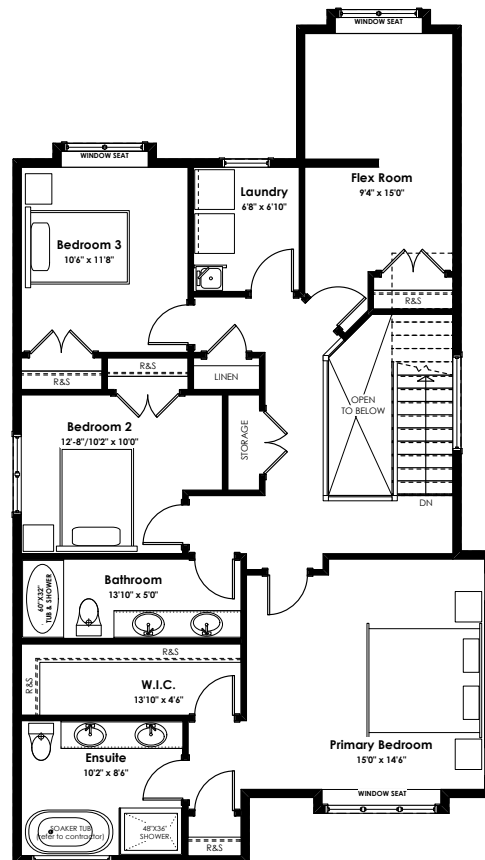 WINDOW SEAT
WINDOW SEAT
Flex Room
9'4" x 15'0"
Laundry
6'8" x 6'10"
Bedroom 3
10'6" x 11'8"
R&S
R&S
R&S
LINEN
OPEN
TO BELOW
STORAGE
Bedroom 2
12'-8"/10'2" x 10'0"
DN
Bathroom
13'10" x 5'0"
60"X32"
TUB & SHOWER
R&S
R&S
W.I.C.
13'10" x 4'6"
Primary Bedroom
15'0" x 14'6"
Ensuite
10'2" x 8'6"
WINDOW SEAT
SOAKER TUB
(refer to contractor)
48"X36"
SHOWER
R&S